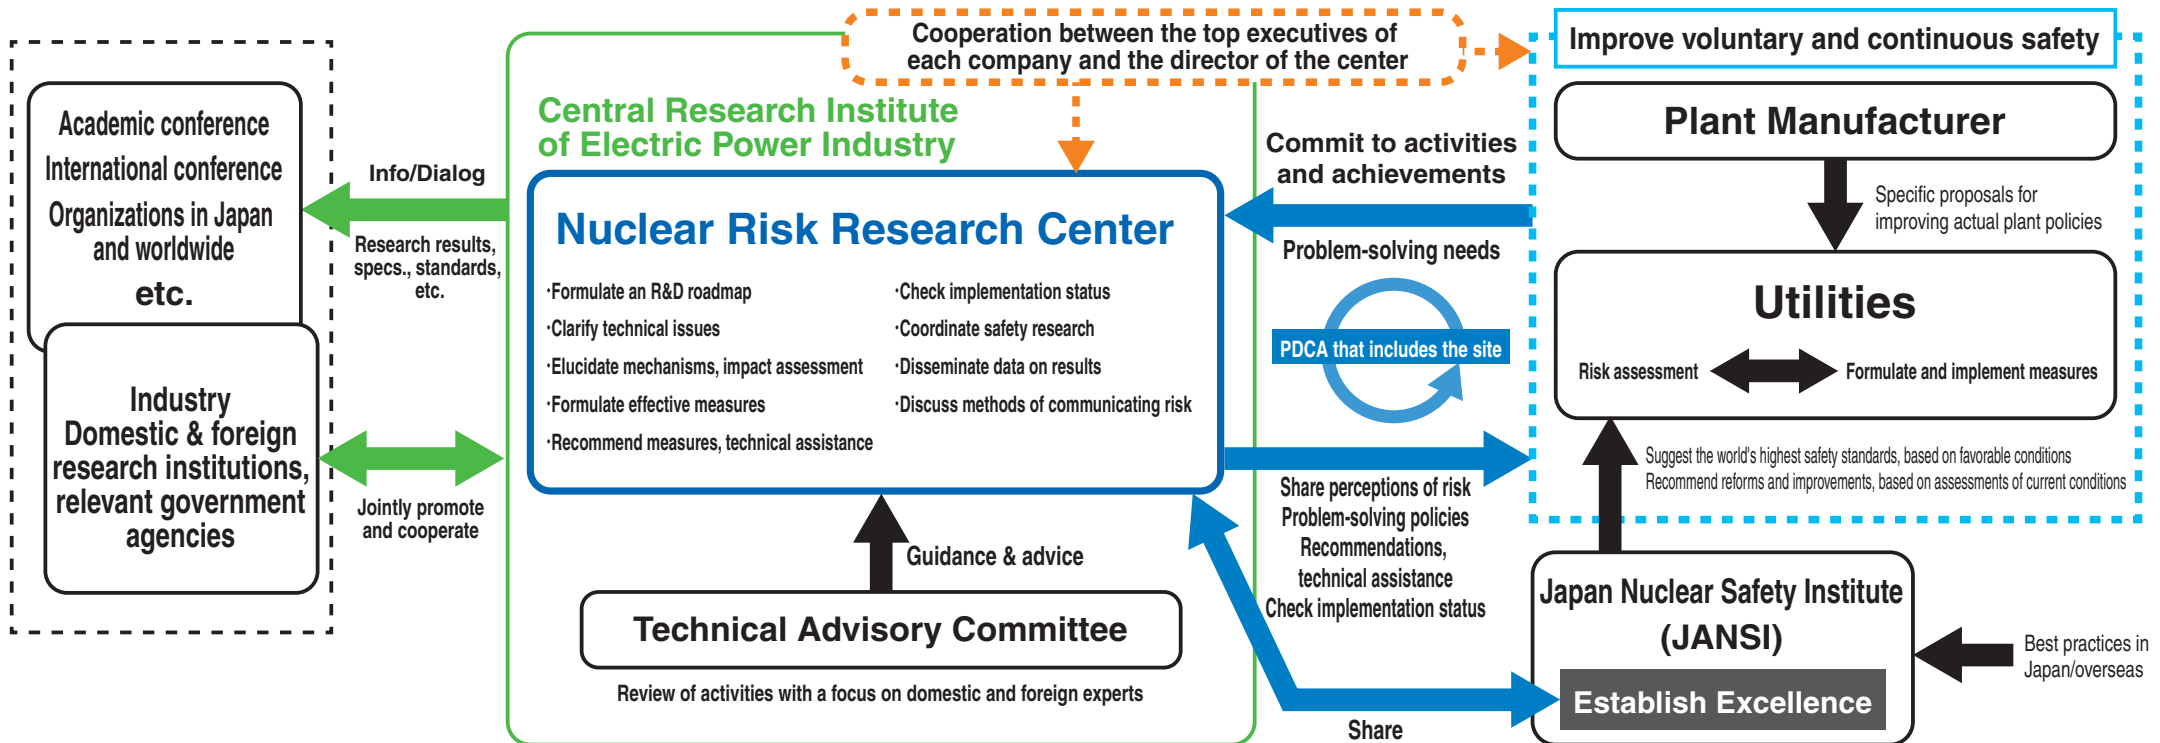 Cooperation between the top executives of
each company and the director of the center
Improve voluntary and continuous safety
Academic conference
International conference
Organizations in Japan
and worldwide
etc.
Industry
Domestic & foreign
research institutions,
relevant government
agencies
Info/Dialog
Research results,
specs., standards,
etc.
Jointly promote
and cooperate
Central Research Institute
of Electric Power Industry
Nuclear Risk Research Center
·Formulate an R&D roadmap
·Clarify technical issues
·Elucidate mechanisms, impact assessment
·Formulate effective measures
·Recommend measures, technical assistance
·Check implementation status
·Coordinate safety research
·Disseminate data on results
·Discuss methods of communicating risk
Guidance & advice
Technical Advisory Committee
Review of activities with a focus on domestic and foreign experts
Commit to activities
and achievements
Problem-solving needs
PDCA that includes the site
Share perceptions of risk
Problem-solving policies
Recommendations,
technical assistance
Check implementation status
Share
Plant Manufacturer
Specific proposals for
improving actual plant policies
Utilities
Risk assessment
Formulate and implement measures
Suggest the world's highest safety standards, based on favorable conditions
Recommend reforms and improvements, based on assessments of current conditions
Japan Nuclear Safety Institute
(JANSI)
Establish Excellence
Best practices in
Japan/overseas